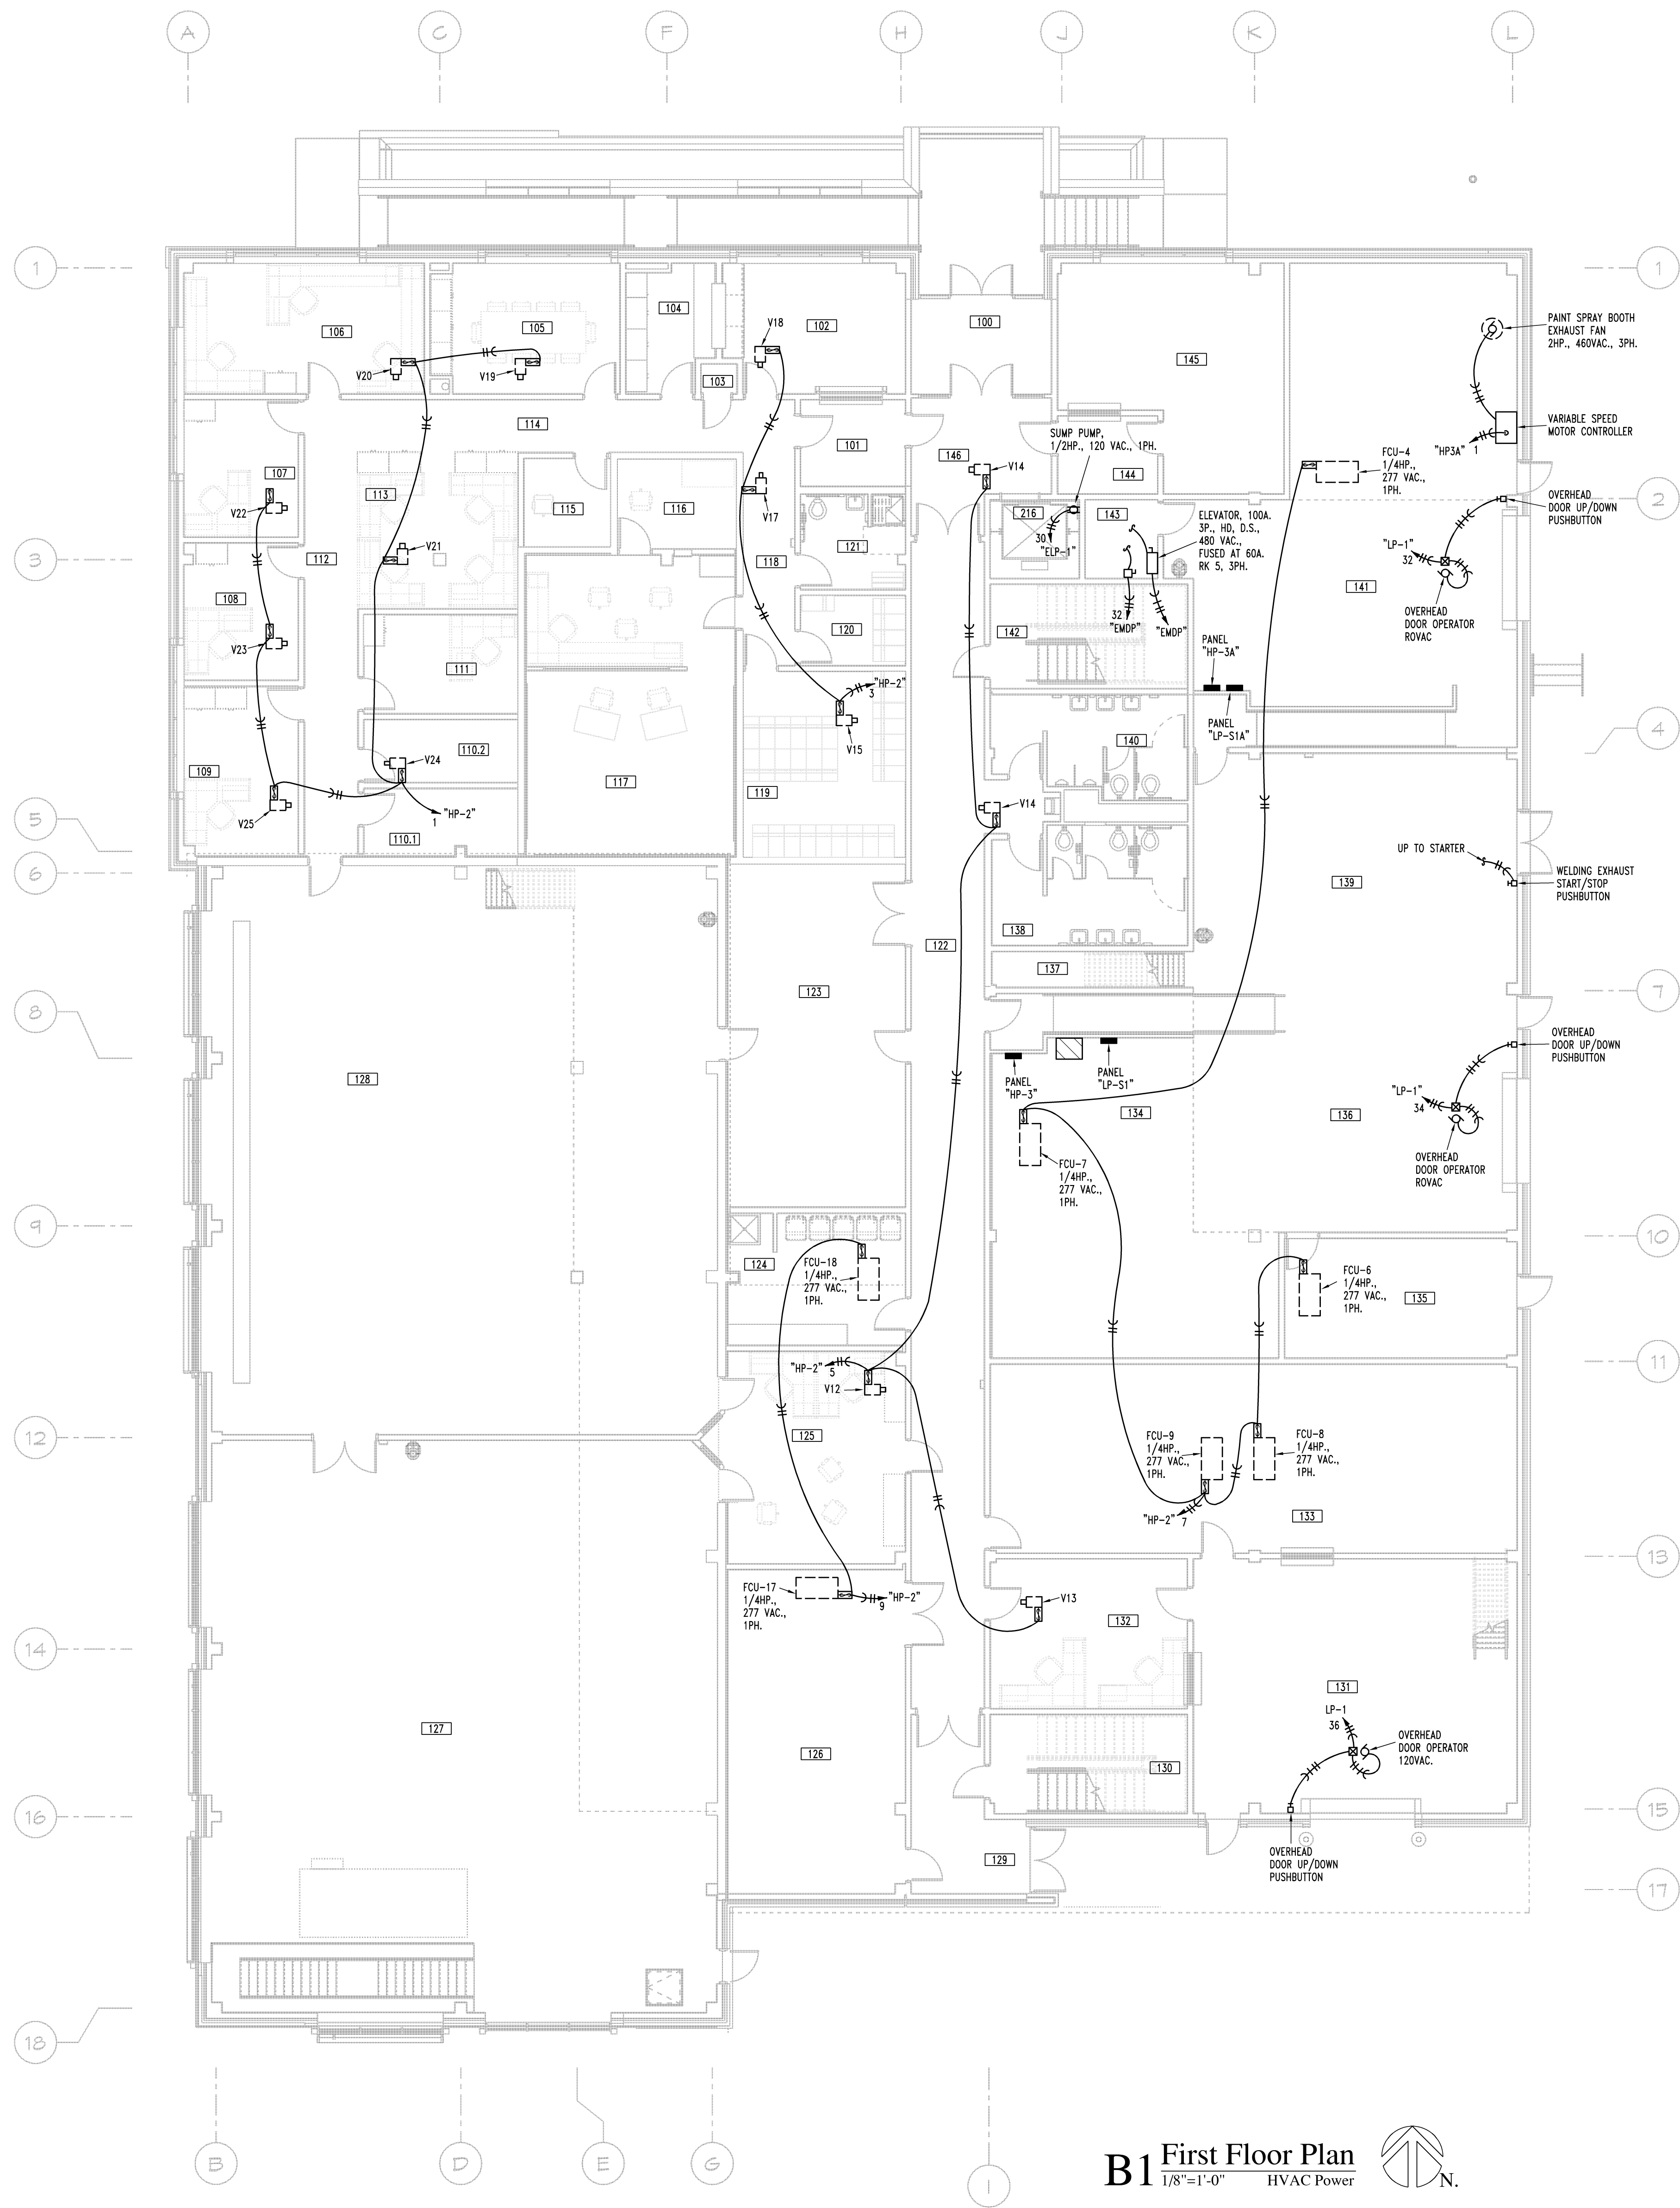 A
C
F
H
J
K
L
1
1
104
102
100
V18
106
105
145
PAINT SPRAY BOOTH
EXHAUST FAN
2HP., 460VAC., 3PH.
V20
V19
103
VARIABLE SPEED
MOTOR CONTROLLER
"HP3A"
1
114
101
SUMP PUMP,
1/2HP., 120 VAC., 1PH.
146
V14
144
FCU-4
1/4HP.,
277 VAC.,
1PH.
107
113
V22
115
116
V17
216
143
30
"ELP-1"
ELEVATOR, 100A.
3P., HD, D.S.,
480 VAC.,
FUSED AT 60A.
RK 5, 3PH.
OVERHEAD
DOOR UP/DOWN
PUSHBUTTON
2
3
112
V21
118
121
"LP-1"
32
141
108
120
142
32
"EMDP"
"EMDP"
OVERHEAD
DOOR OPERATOR
ROVAC
V23
111
PANEL
"HP-3A"
"HP-2"
3
V15
PANEL
"LP-S1A"
4
140
110.2
109
V24
117
119
V14
V25
"HP-2"
1
110.1
5
6
UP TO STARTER
WELDING EXHAUST
START/STOP
PUSHBUTTON
139
138
122
137
123
7
8
OVERHEAD
DOOR UP/DOWN
PUSHBUTTON
128
PANEL
"HP-3"
PANEL
"LP-S1"
134
"LP-1"
34
136
OVERHEAD
DOOR OPERATOR
ROVAC
FCU-7
1/4HP.,
277 VAC.,
1PH.
9
10
124
FCU-18
1/4HP.,
277 VAC.,
1PH.
FCU-6
1/4HP.,
277 VAC.,
1PH.
135
11
"HP-2"
5
V12
12
125
FCU-9
1/4HP.,
277 VAC.,
1PH.
FCU-8
1/4HP.,
277 VAC.,
1PH.
"HP-2"
7
133
13
FCU-17
1/4HP.,
277 VAC.,
1PH.
"HP-2"
9
V13
132
14
131
127
126
LP-1
36
OVERHEAD
DOOR OPERATOR
120VAC.
130
16
15
129
OVERHEAD
DOOR UP/DOWN
PUSHBUTTON
17
18
B
D
E
G
I
B1
First Floor Plan
1/8"=1'-0"
HVAC Power
N.